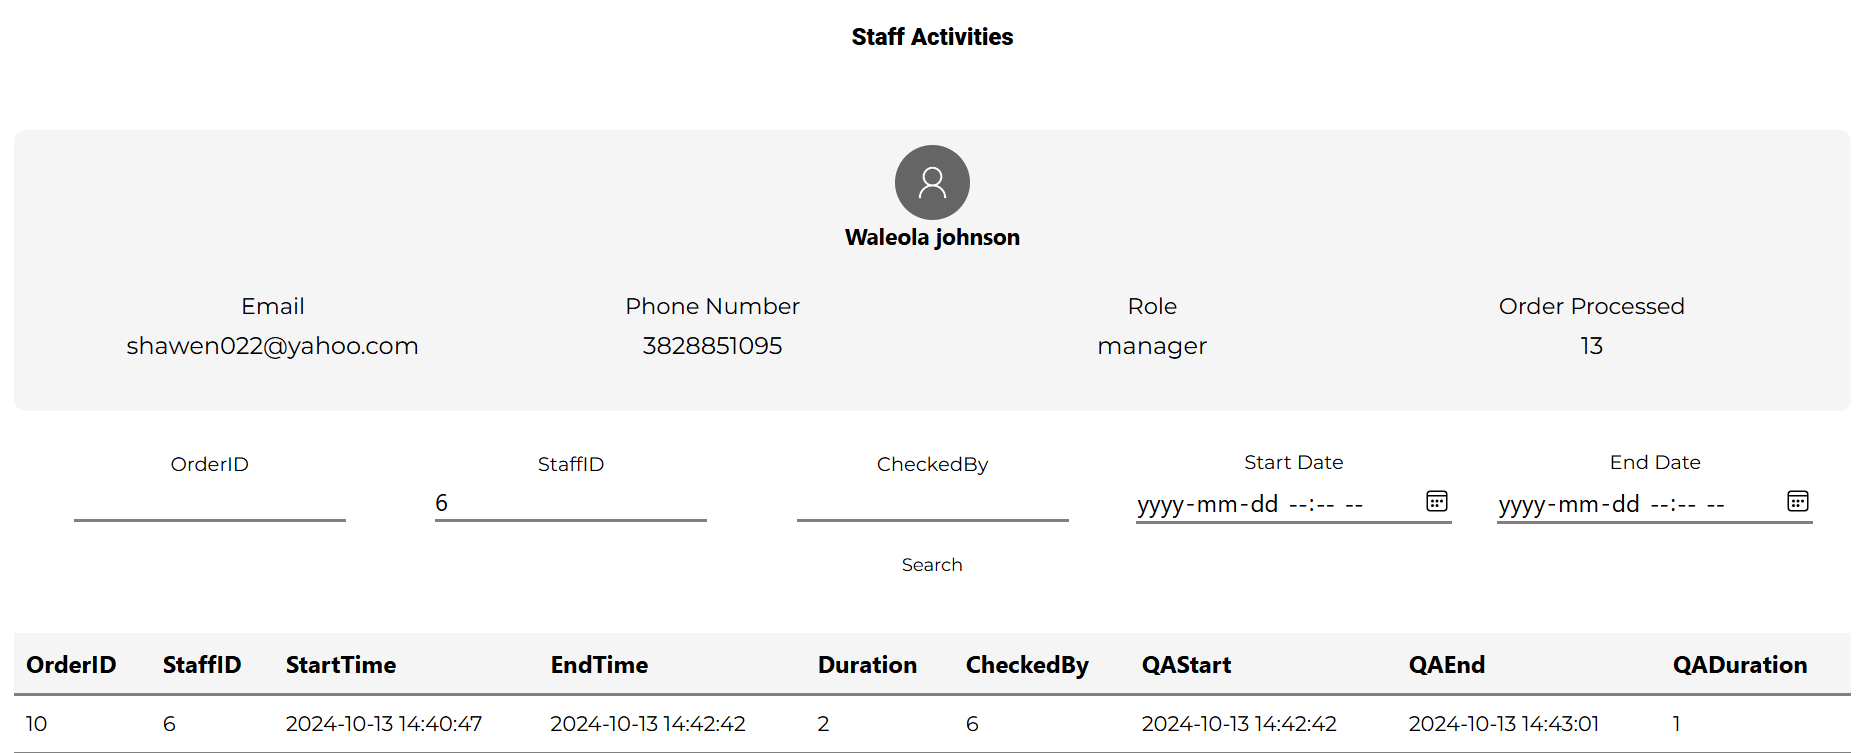 Staff Activities
Waleola johnson
Email Phone Number Role Order Processed
shawen022@yahoo.com 3828851095 manager 13
OrderID StaffID CheckedBy Start Date End Date
6 yyyy-mm-dd --:-- -- yyyy-mm-dd --:-- --
Search
OrderID StaffID StartTime EndTime Duration CheckedBy QAStart QAEnd QADuration
10 6 2024-10-13 14:40:47 2024-10-13 14:42:42 2 6 2024-10-13 14:42:42 2024-10-13 14:43:01 1